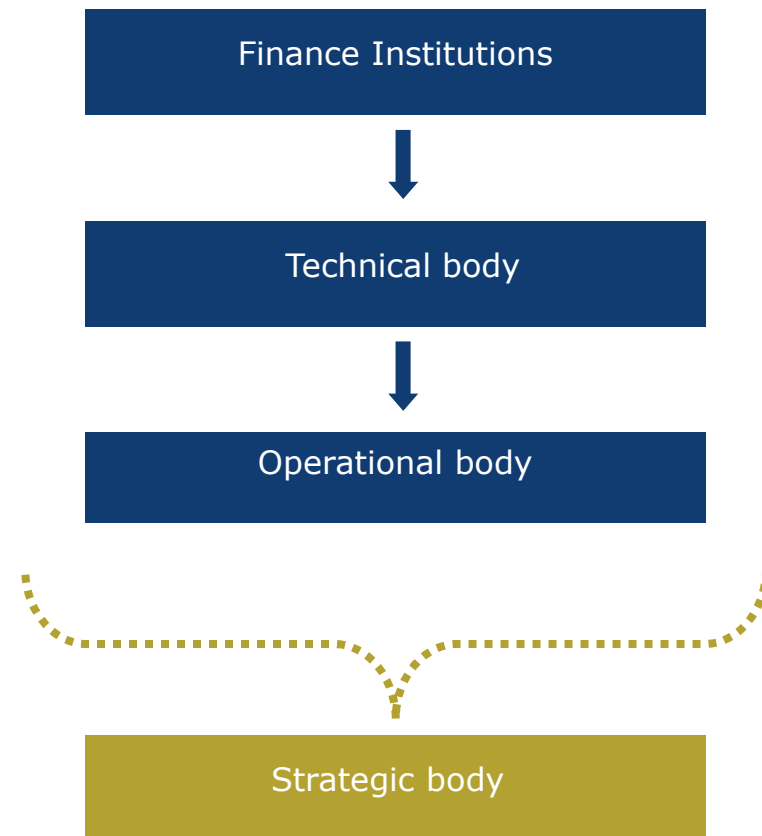 Finance Institutions
Technical body
Operational body
Strategic body